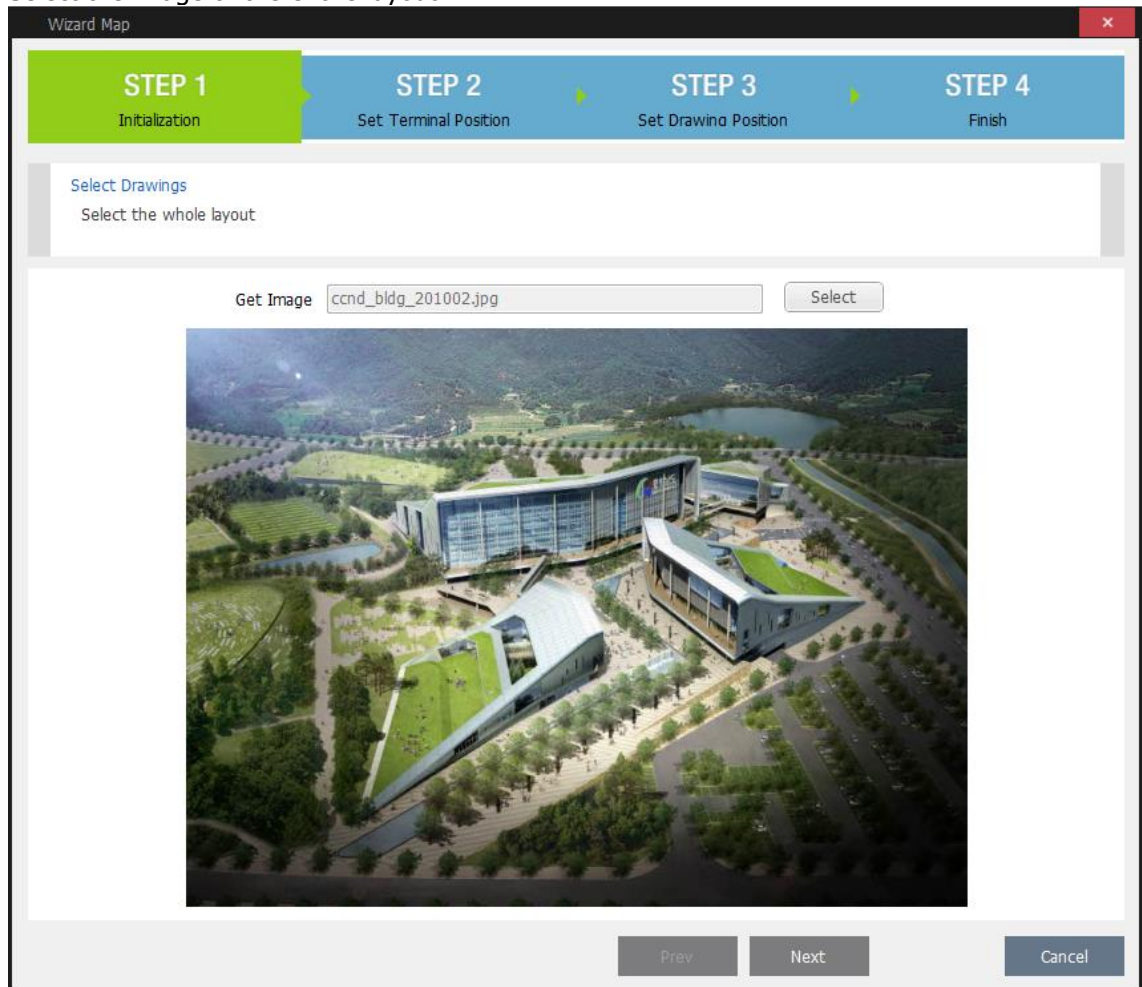 Wizard Map
STEP 1
Initialization
STEP 2
Set Terminal Position
STEP 3
Set Drawing Position
STEP 4
Finish
Select Drawings
Select the whole layout
Get Image
ccnd_bldg_201002.jpg
Select
Prev
Next
Cancel